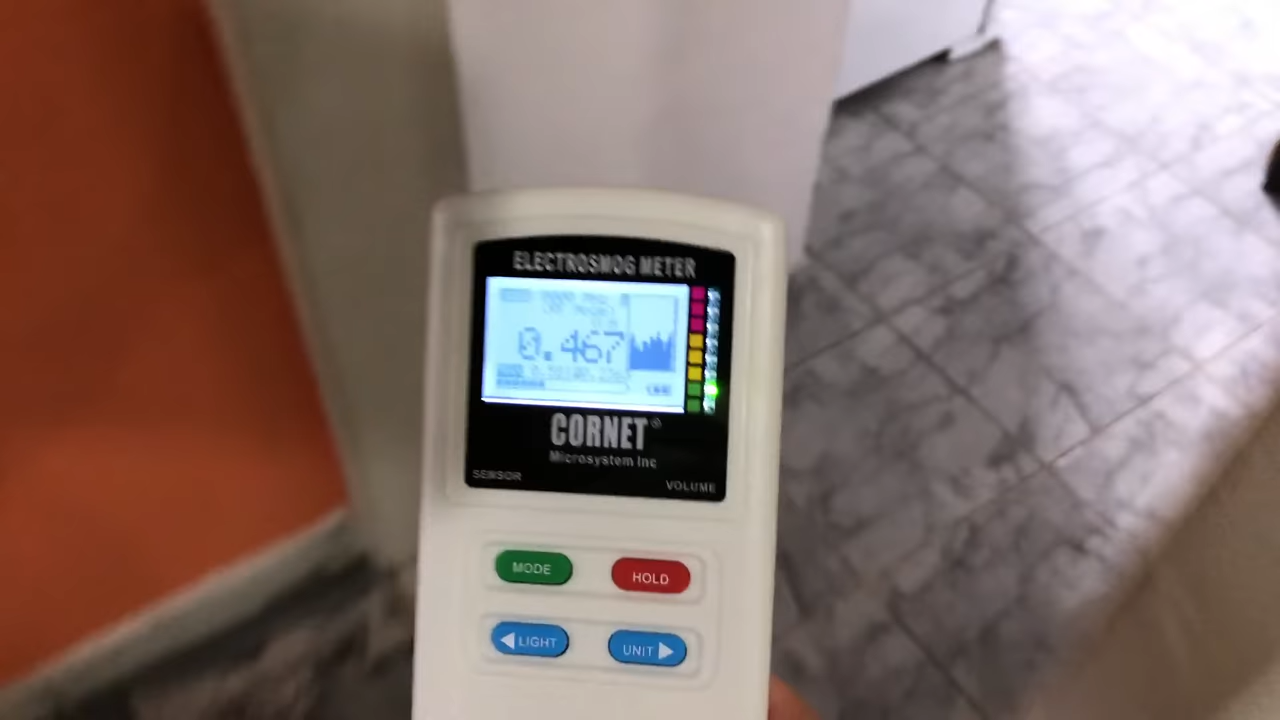 ELECTROSMOG METER
0.467
CORNET®
Microsystem Inc
SENSOR
VOLUME
MODE
HOLD
LIGHT
UNIT